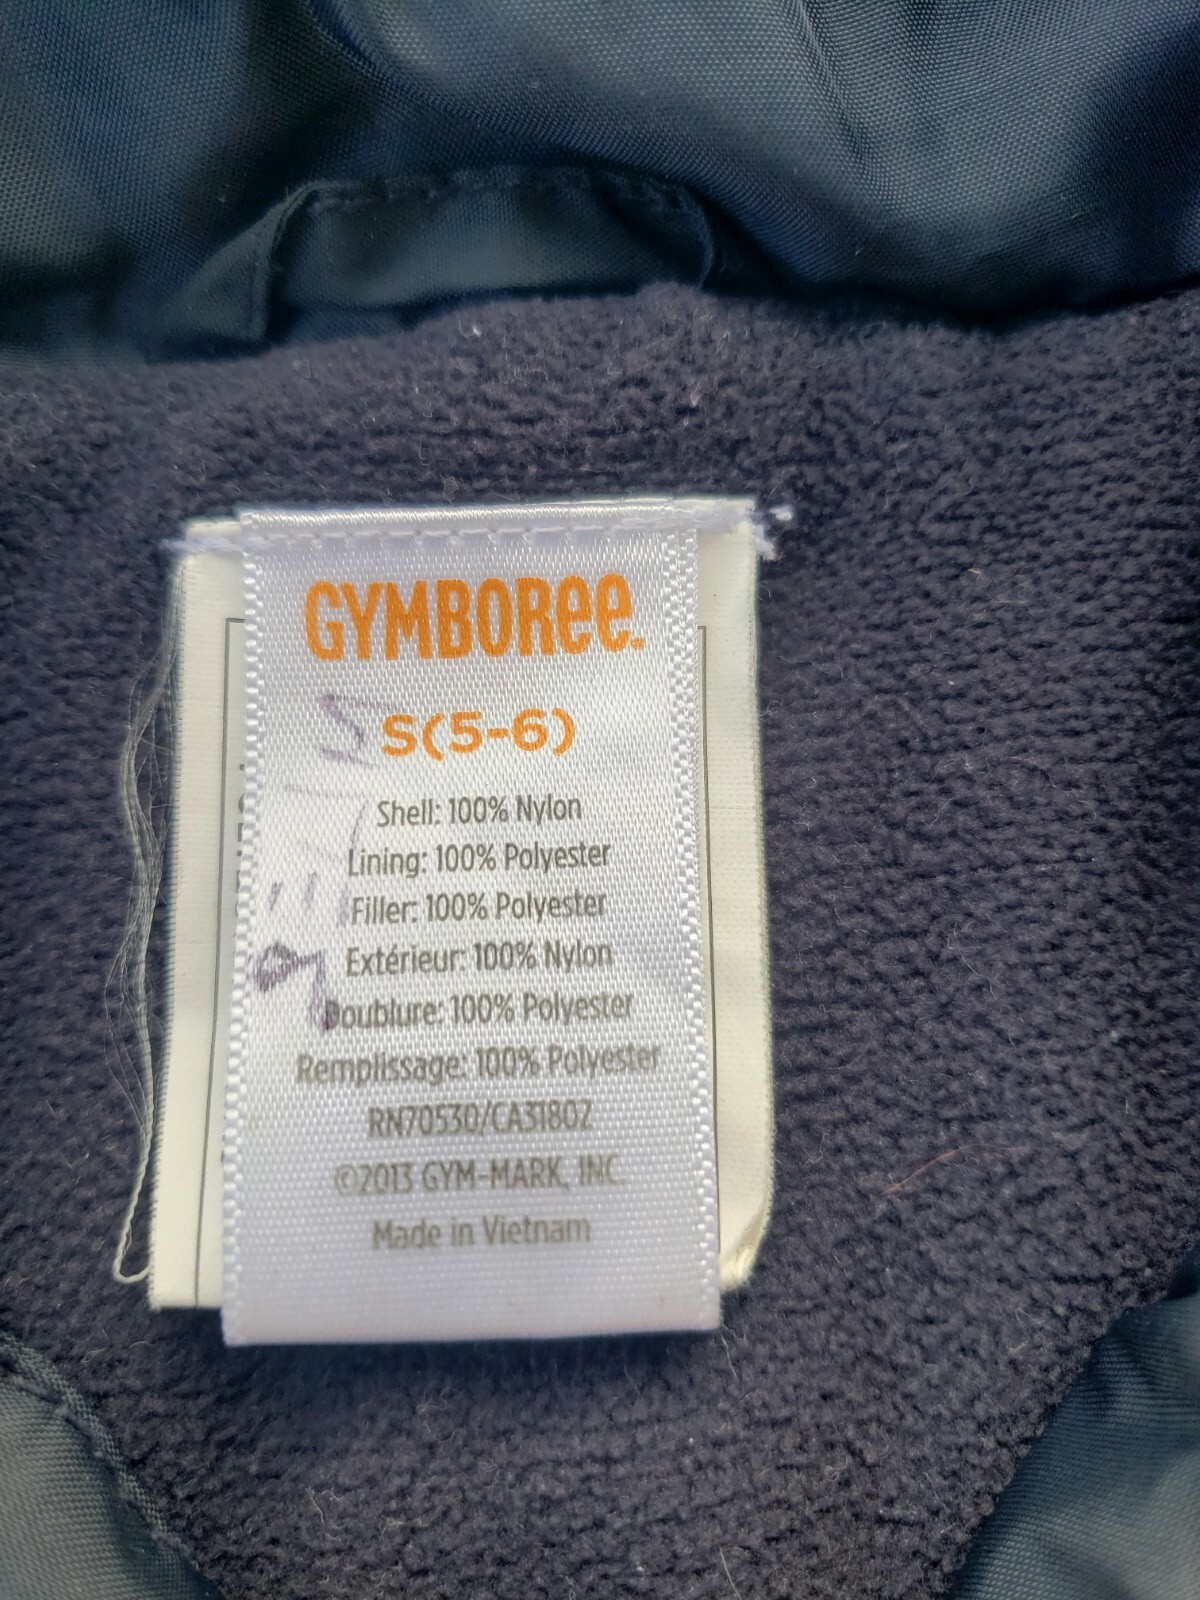 GYMBOREE.
S(5-6)
Shell: 100% Nylon
Lining: 100% Polyester
Filler: 100% Polyester
Extérieur: 100% Nylon
Doublure: 100% Polyester
Remplissage: 100% Polyester
RN70530/CA31802
©2013 GYM-MARK, INC.
Made in Vietnam